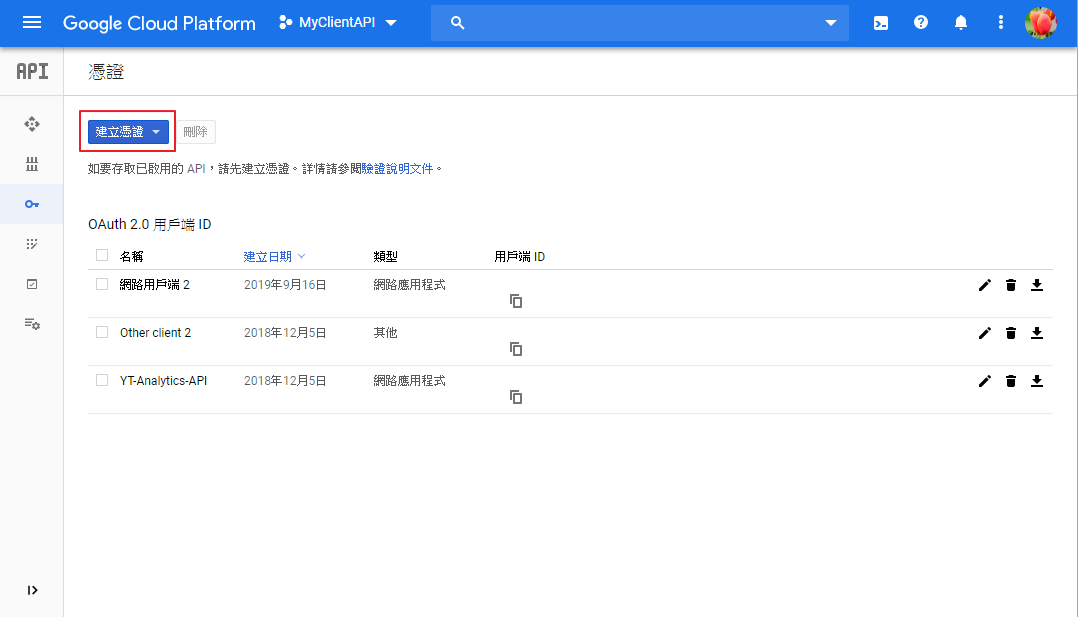 Google Cloud Platform MyClientAPI
API 憑證
建立憑證 刪除
如要存取已啟用的 API，請先建立憑證。詳情請參閱驗證說明文件。
OAuth 2.0 用戶端 ID
名稱 建立日期 類型 用戶端 ID
網路用戶端 2 2019年9月16日 網路應用程式
Other client 2 2018年12月5日 其他
YT-Analytics-API 2018年12月5日 網路應用程式